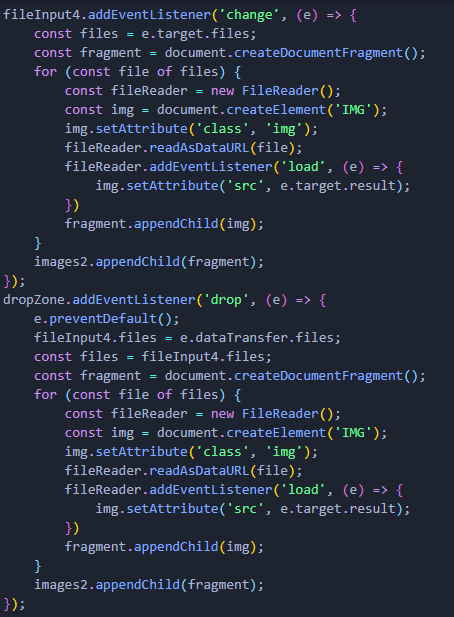 fileInput4.addEventListener('change', (e) => {
    const files = e.target.files;
    const fragment = document.createDocumentFragment();
    for (const file of files) {
        const fileReader = new FileReader();
        const img = document.createElement('IMG');
        img.setAttribute('class', 'img');
        fileReader.readAsDataURL(file);
        fileReader.addEventListener('load', (e) => {
            img.setAttribute('src', e.target.result);
        })
        fragment.appendChild(img);
    }
    images2.appendChild(fragment);
});
dropZone.addEventListener('drop', (e) => {
    e.preventDefault();
    fileInput4.files = e.dataTransfer.files;
    const files = fileInput4.files;
    const fragment = document.createDocumentFragment();
    for (const file of files) {
        const fileReader = new FileReader();
        const img = document.createElement('IMG');
        img.setAttribute('class', 'img');
        fileReader.readAsDataURL(file);
        fileReader.addEventListener('load', (e) => {
            img.setAttribute('src', e.target.result);
        })
        fragment.appendChild(img);
    }
    images2.appendChild(fragment);
});